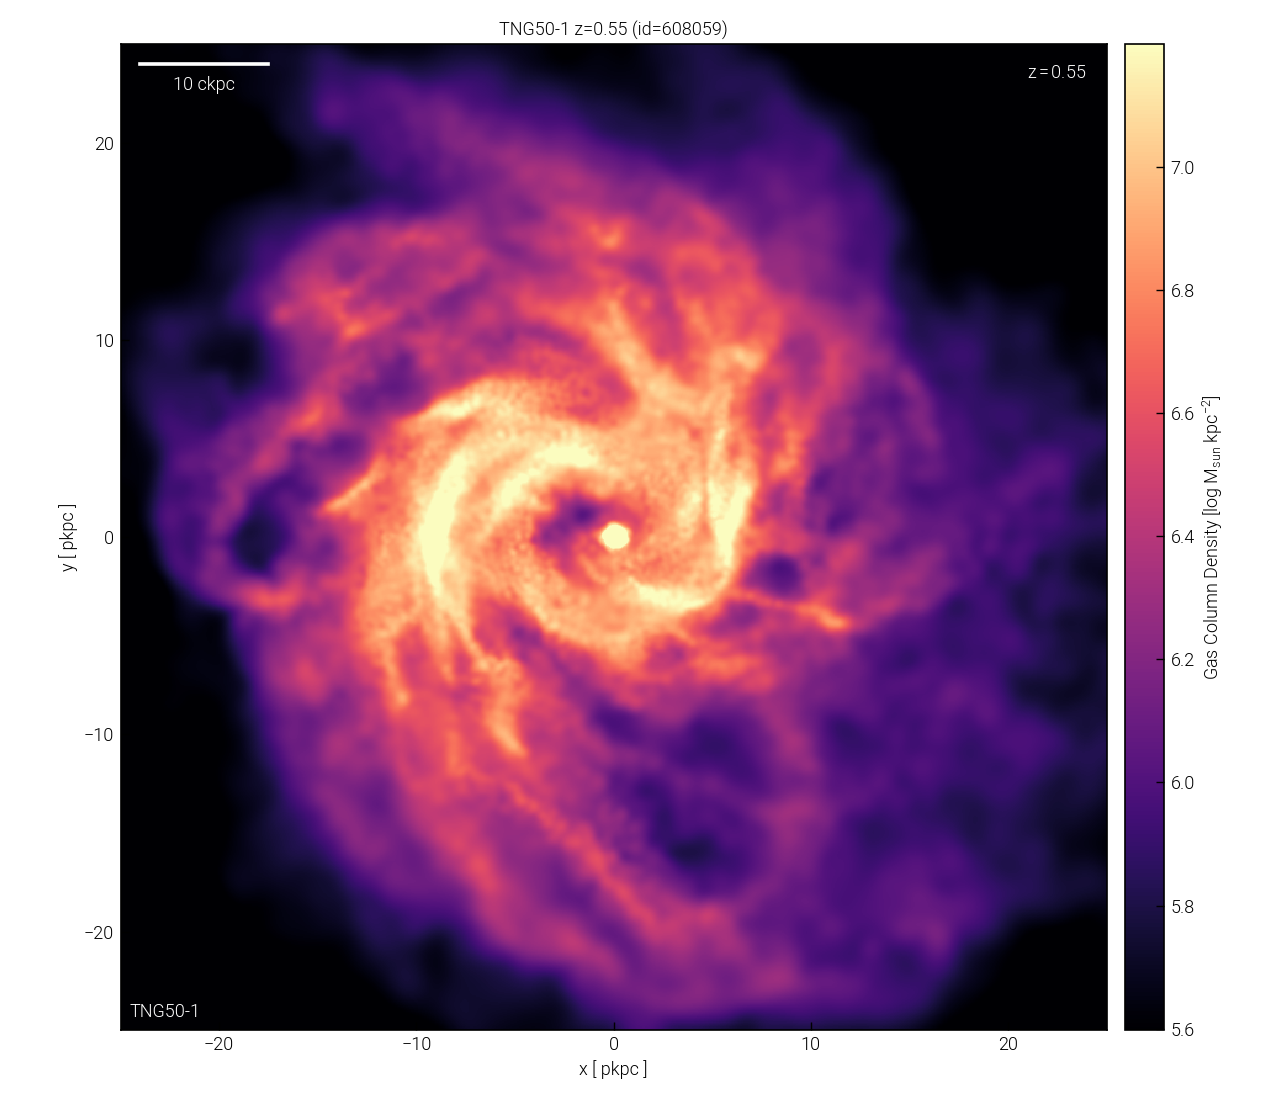 TNG50-1 z=0.55 (id=608059)
10 ckpc
z=0.55
20
10
0
−10
−20
y [ pkpc ]
TNG50-1
−20
−10
0
10
20
x [ pkpc ]
7.0
6.8
6.6
6.4
6.2
6.0
5.8
5.6
Gas Column Density [log M_sun kpc⁻²]